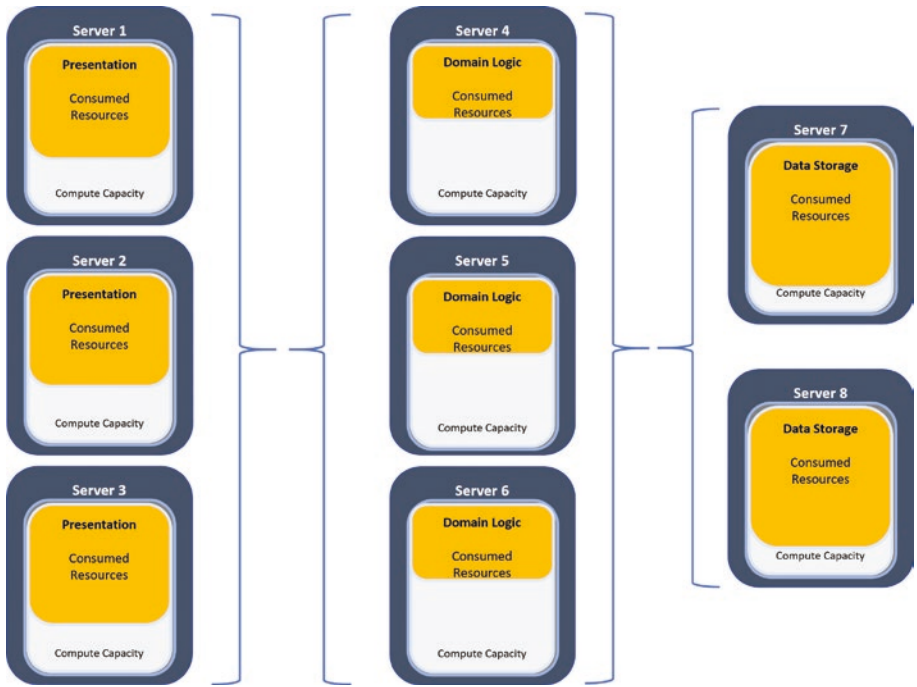 Server 1
Presentation
Consumed
Resources
Compute Capacity
Server 2
Presentation
Consumed
Resources
Compute Capacity
Server 3
Presentation
Consumed
Resources
Compute Capacity
Server 4
Domain Logic
Consumed
Resources
Compute Capacity
Server 5
Domain Logic
Consumed
Resources
Compute Capacity
Server 6
Domain Logic
Consumed
Resources
Compute Capacity
Server 7
Data Storage
Consumed
Resources
Compute Capacity
Server 8
Data Storage
Consumed
Resources
Compute Capacity